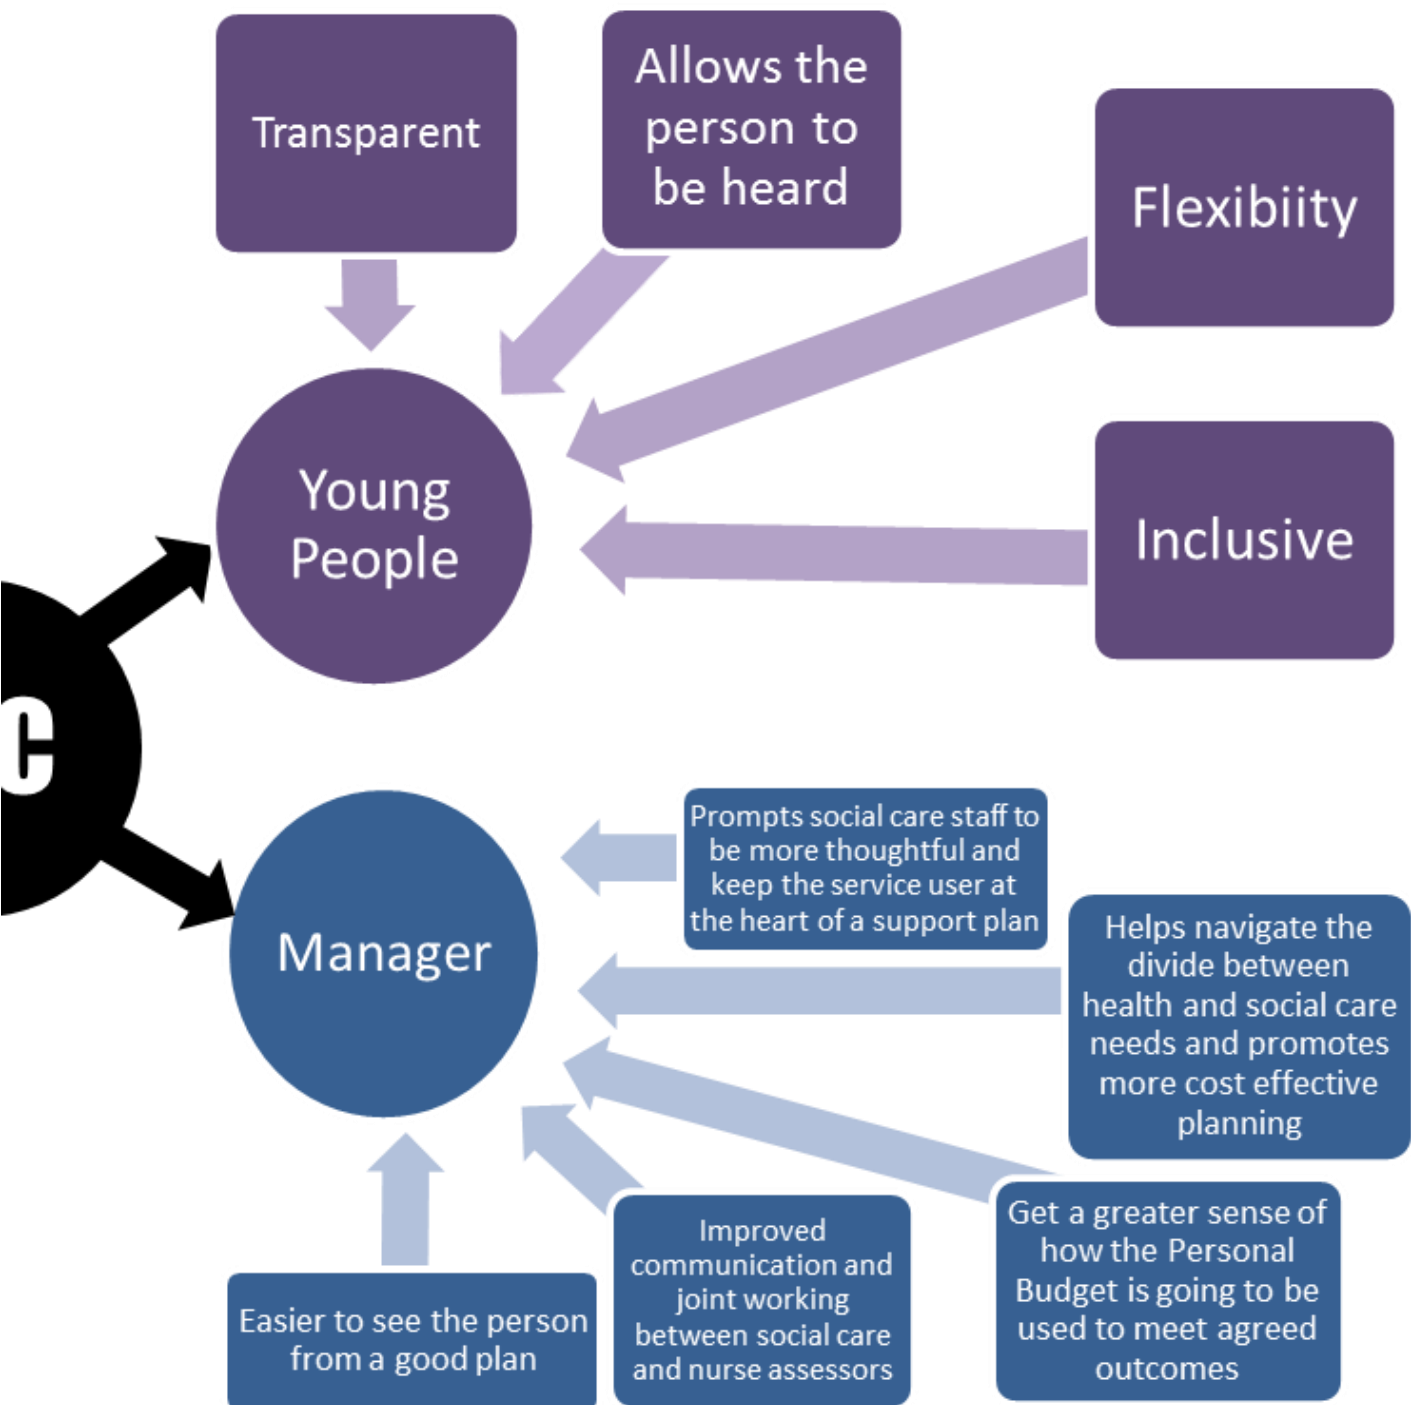 Transparent
Allows the
person to
be heard
Flexibiity
Inclusive
Young
People
C
Manager
Prompts social care staff to
be more thoughtful and
keep the service user at
the heart of a support plan
Helps navigate the
divide between
health and social care
needs and promotes
more cost effective
planning
Get a greater sense of
how the Personal
Budget is going to be
used to meet agreed
outcomes
Improved
communication and
joint working
between social care
and nurse assessors
Easier to see the person
from a good plan